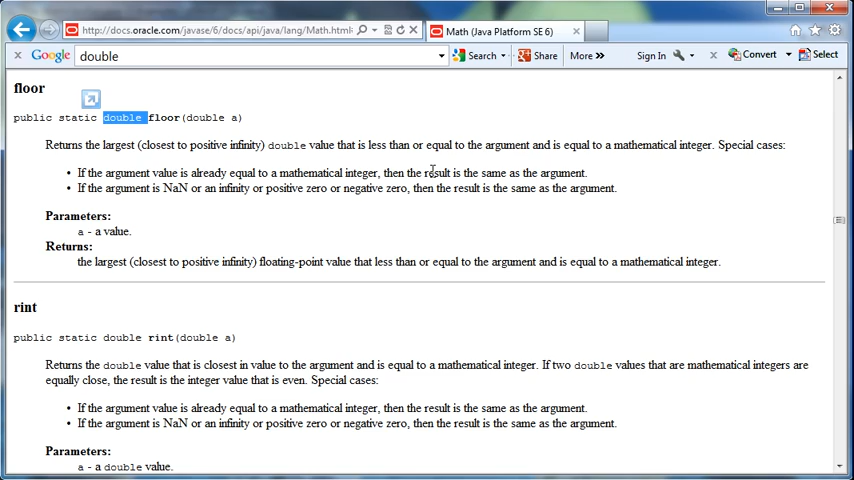 http://docs.oracle.com/javase/6/docs/api/java/lang/Math.html
Math (Java Platform SE 6)
Google double Search Share More » Sign In Convert Select
floor
public static double floor(double a)
Returns the largest (closest to positive infinity) double value that is less than or equal to the argument and is equal to a mathematical integer. Special cases:
• If the argument value is already equal to a mathematical integer, then the result is the same as the argument.
• If the argument is NaN or an infinity or positive zero or negative zero, then the result is the same as the argument.
Parameters:
a - a value.
Returns:
the largest (closest to positive infinity) floating-point value that less than or equal to the argument and is equal to a mathematical integer.
rint
public static double rint(double a)
Returns the double value that is closest in value to the argument and is equal to a mathematical integer. If two double values that are mathematical integers are
equally close, the result is the integer value that is even. Special cases:
• If the argument value is already equal to a mathematical integer, then the result is the same as the argument.
• If the argument is NaN or an infinity or positive zero or negative zero, then the result is the same as the argument.
Parameters:
a - a double value.